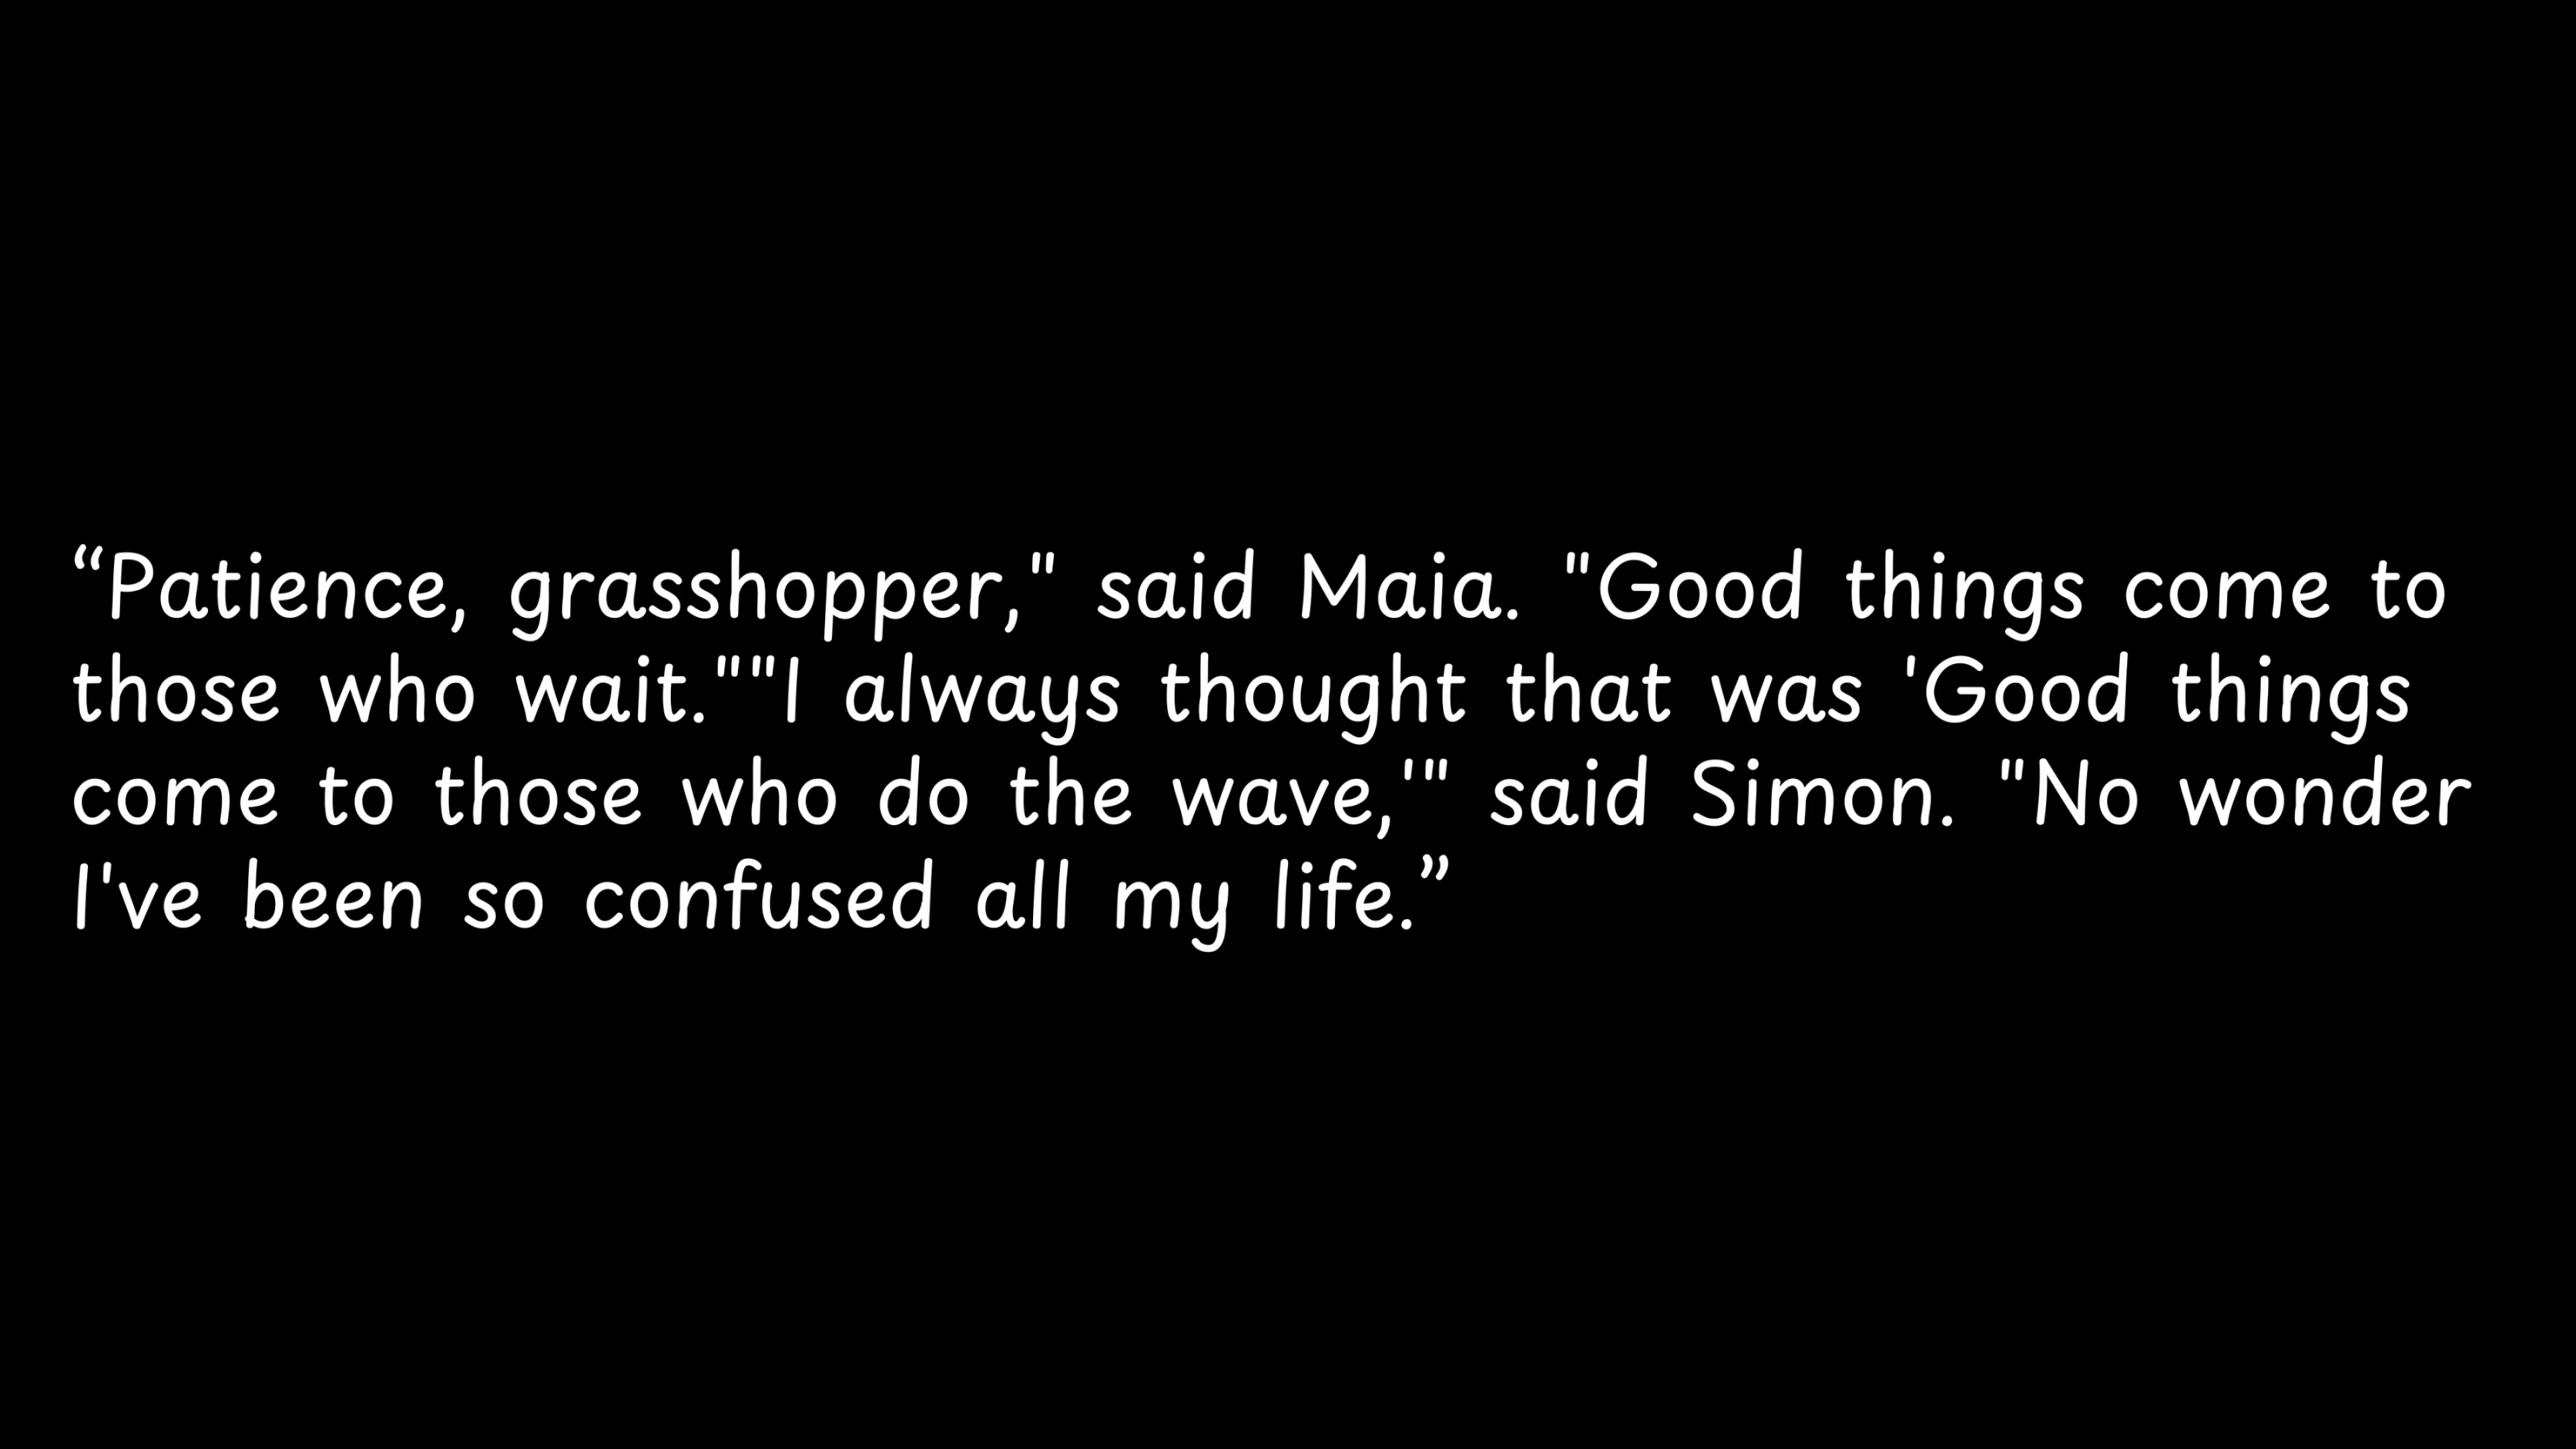 “Patience, grasshopper," said Maia. "Good things come to
those who wait.""I always thought that was 'Good things
come to those who do the wave,'" said Simon. "No wonder
I've been so confused all my life.”